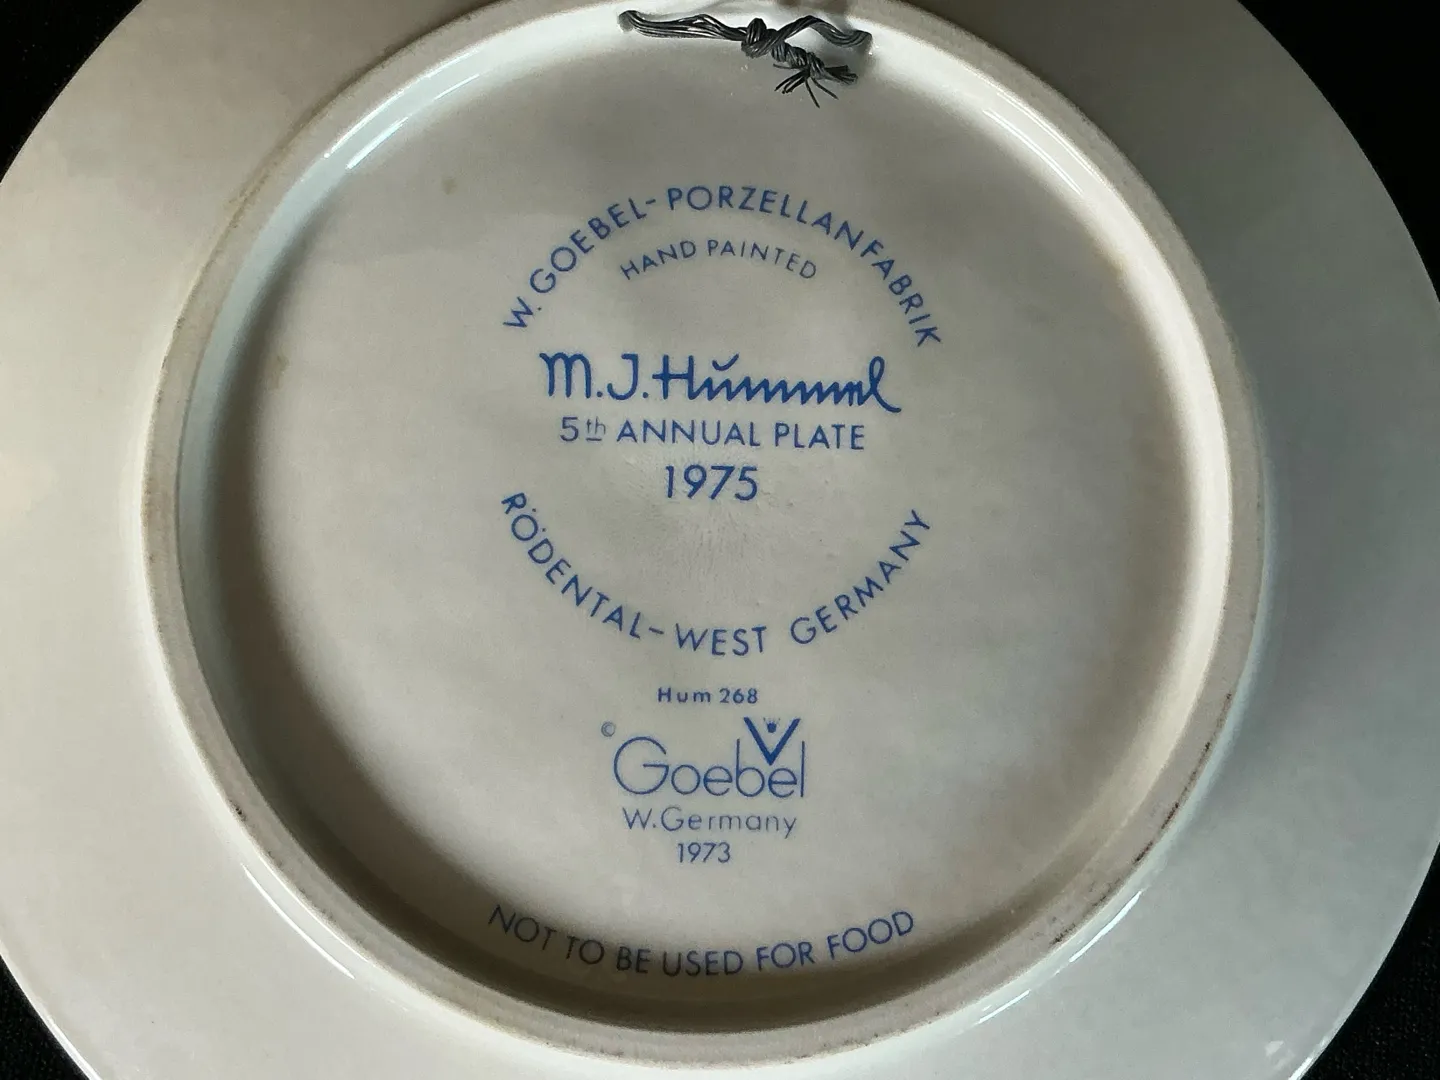 W. GOEBEL-PORZELLANFABRIK
HAND PAINTED
M.J. Hŭmmel
5th ANNUAL PLATE
1975
RÖDENTAL-WEST GERMANY
Hum 268
© Goebel
W.Germany
1973
NOT TO BE USED FOR FOOD